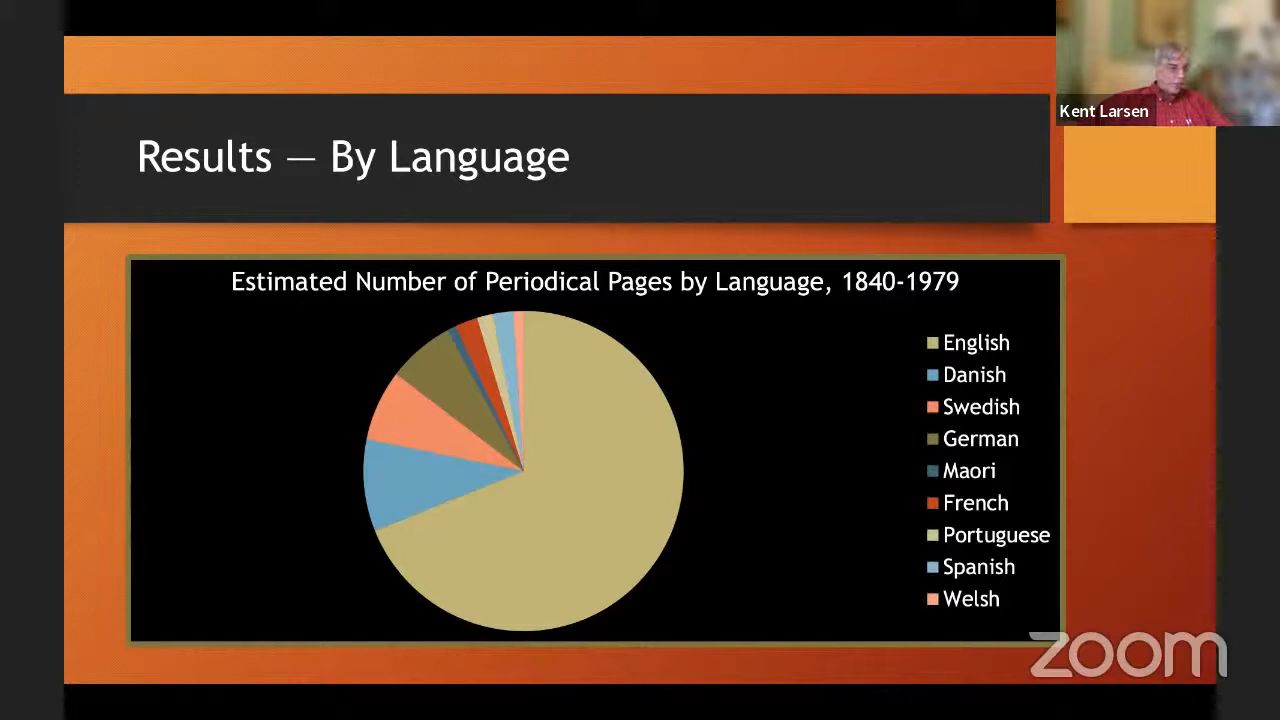 Kent Larsen
Results — By Language
Estimated Number of Periodical Pages by Language, 1840-1979
English
Danish
Swedish
German
Maori
French
Portuguese
Spanish
Welsh
zoom